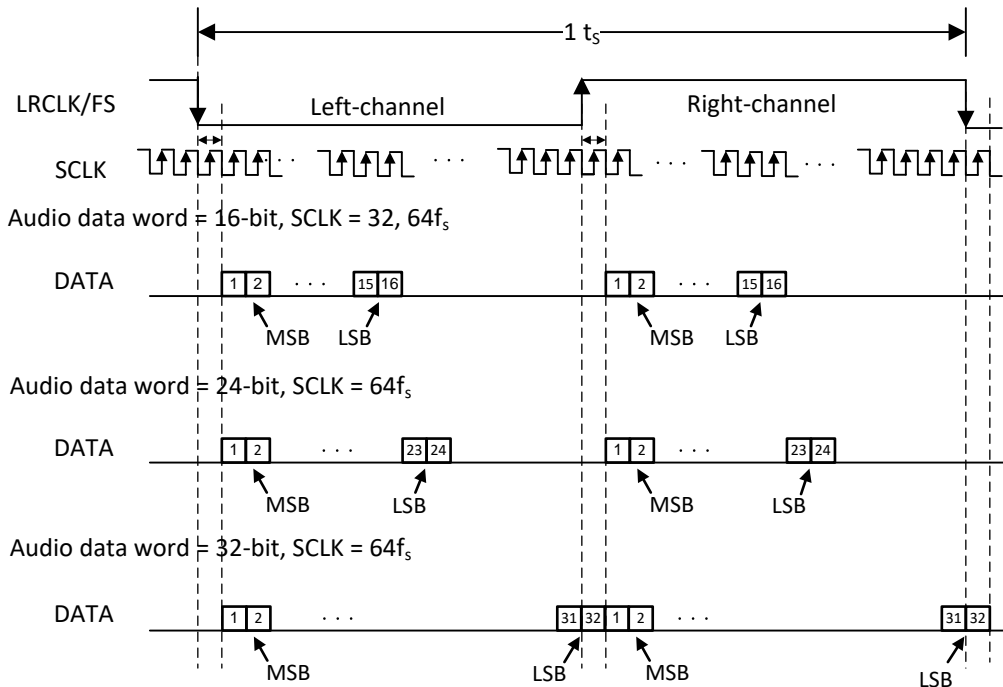 1 tS
LRCLK/FS
Left-channel
Right-channel
SCLK
. . . . . . . . . . . .
Audio data word = 16-bit, SCLK = 32, 64fs
DATA
1 2 . . . 15 16 1 2 . . . 15 16
MSB LSB MSB LSB
Audio data word = 24-bit, SCLK = 64fs
DATA
1 2 . . . 23 24 1 2 . . . 23 24
MSB LSB MSB LSB
Audio data word = 32-bit, SCLK = 64fs
DATA
1 2 . . . 31 32 1 2 . . . 31 32
MSB LSB MSB LSB